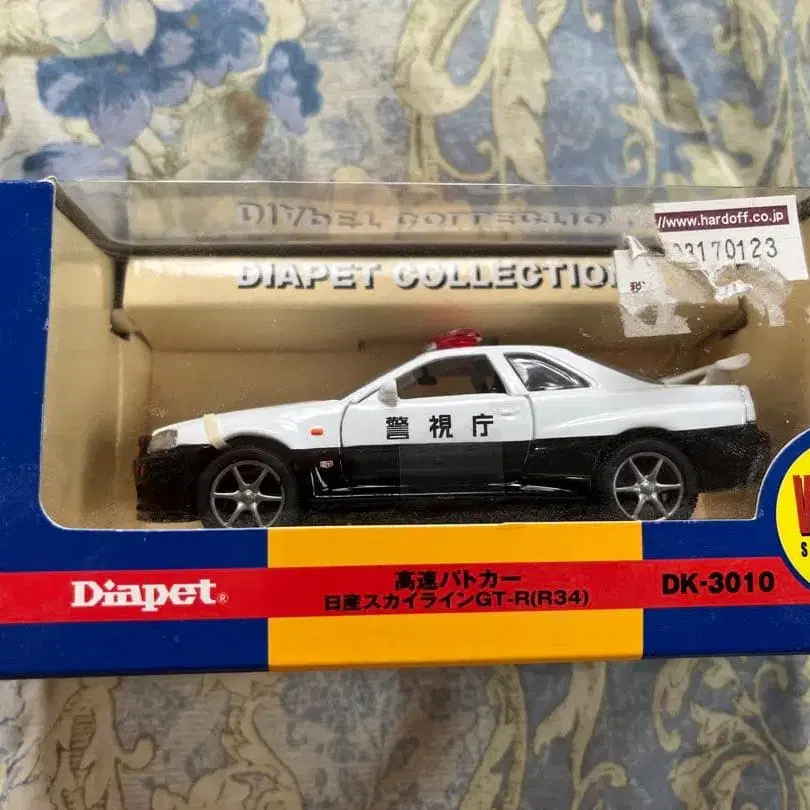 DIAPET COLLECTION
DIAPET COLLECTION
//www.hardoff.co.jp
03170123
警視庁
Diapet®
高速パトカー
日産スカイラインGT-R(R34)
DK-3010